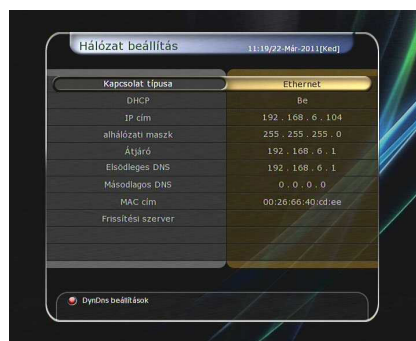 Hálózat beállítás
11:19/22-Már-2011[Ked]
Kapcsolat típusa Ethernet
DHCP Be
IP cím 192 . 168 . 6 . 104
alhálózati maszk 255 . 255 . 255 . 0
Átjáró 192 . 168 . 6 . 1
Elsődleges DNS 192 . 168 . 6 . 1
Másodlagos DNS 0 . 0 . 0 . 0
MAC cím 00:26:66:40:cd:ee
Frissítési szerver
DynDns beállítások